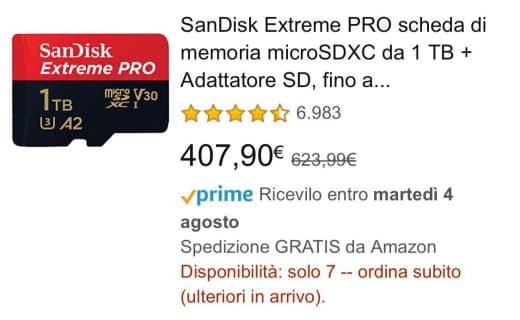 SanDisk
Extreme PRO
1TB
micro SD XC I V30
U3 A2
SanDisk Extreme PRO scheda di
memoria microSDXC da 1 TB +
Adattatore SD, fino a...
6.983
407,90€ 623,99€
prime Ricevilo entro martedì 4
agosto
Spedizione GRATIS da Amazon
Disponibilità: solo 7 -- ordina subito
(ulteriori in arrivo).